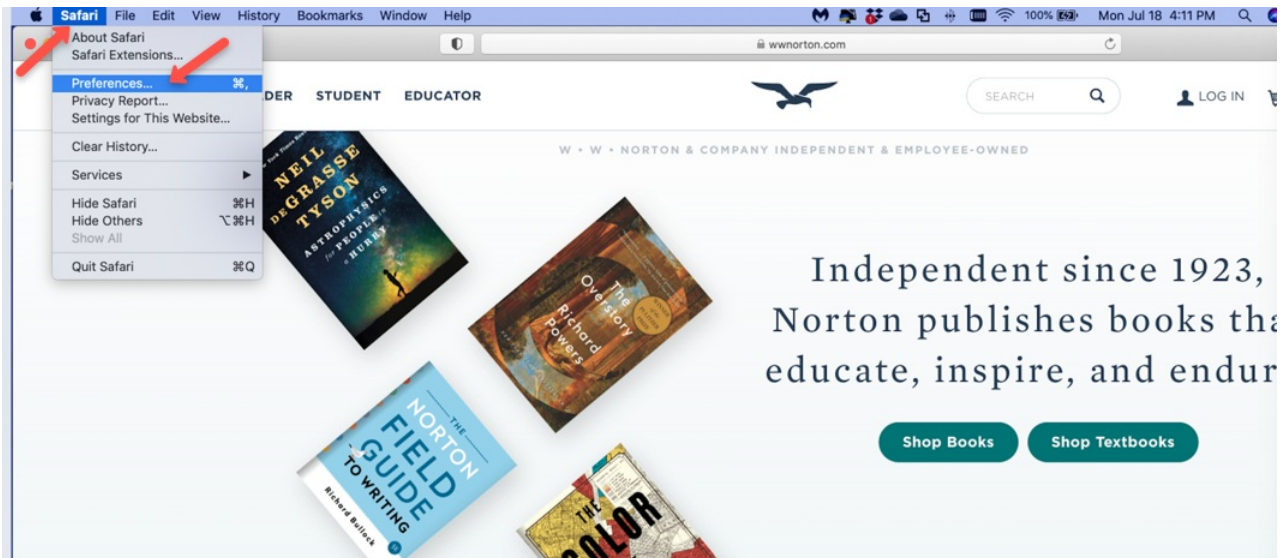 Safari File Edit View History Bookmarks Window Help 100% Mon Jul 18 4:11 PM
About Safari
Safari Extensions...
Preferences... ⌘,
Privacy Report...
Settings for This Website...
Clear History...
Services
Hide Safari ⌘H
Hide Others ⌥⌘H
Show All
Quit Safari ⌘Q
wwnorton.com
DER STUDENT EDUCATOR
SEARCH
LOG IN
W • W • NORTON & COMPANY INDEPENDENT & EMPLOYEE-OWNED
NEIL
DEGRASSE
TYSON
ASTROPHYSICS
for PEOPLE in
a HURRY
The
Overstory
Richard
Powers
Independent since 1923,
Norton publishes books tha
educate, inspire, and endur
Shop Books
Shop Textbooks
THE
NORTON
FIELD
GUIDE
TO WRITING
Richard Bullock
THE
COLOR